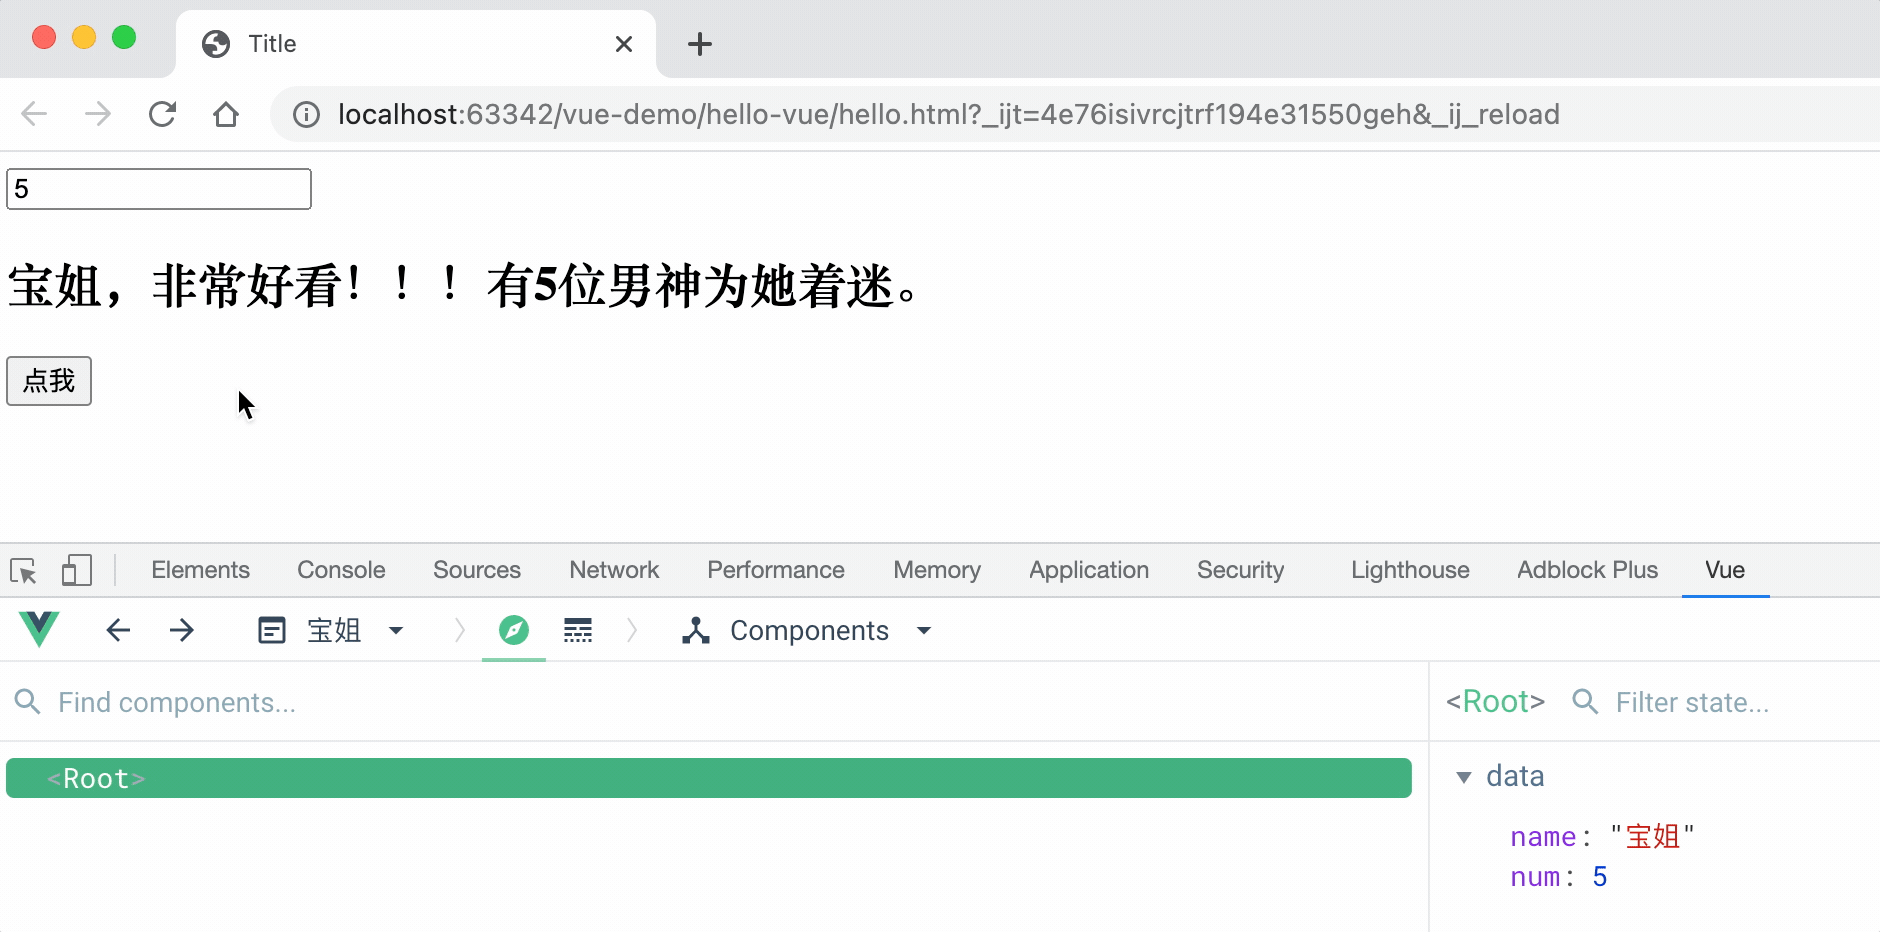 Title
localhost:63342/vue-demo/hello-vue/hello.html?_ijt=4e76isivrcjtrf194e31550geh&_ij_reload
5
宝姐，非常好看！！！有5位男神为她着迷。
点我
Elements Console Sources Network Performance Memory Application Security Lighthouse Adblock Plus Vue
宝姐 Components
Find components...
<Root> Filter state...
<Root>
data
name: "宝姐"
num: 5